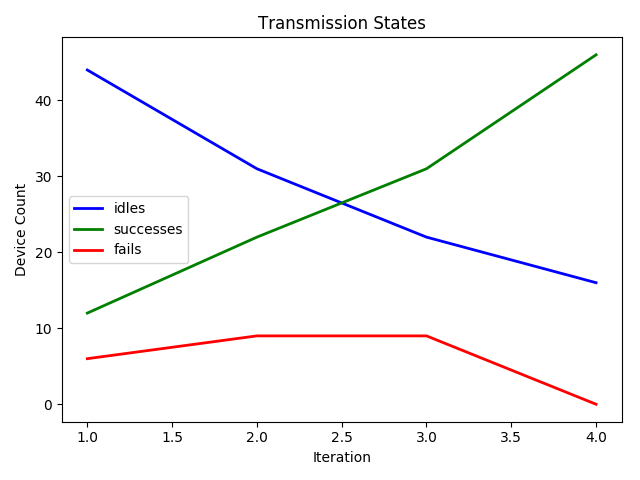 Transmission States
Device Count
40
30
20
10
0
idles
successes
fails
1.0 1.5 2.0 2.5 3.0 3.5 4.0
Iteration